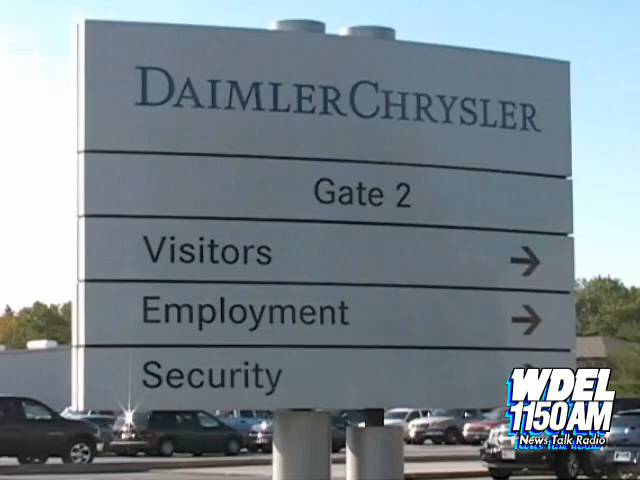 DAIMLERCHRYSLER
Gate 2
Visitors →
Employment →
Security →
WDEL
1150AM
News Talk Radio